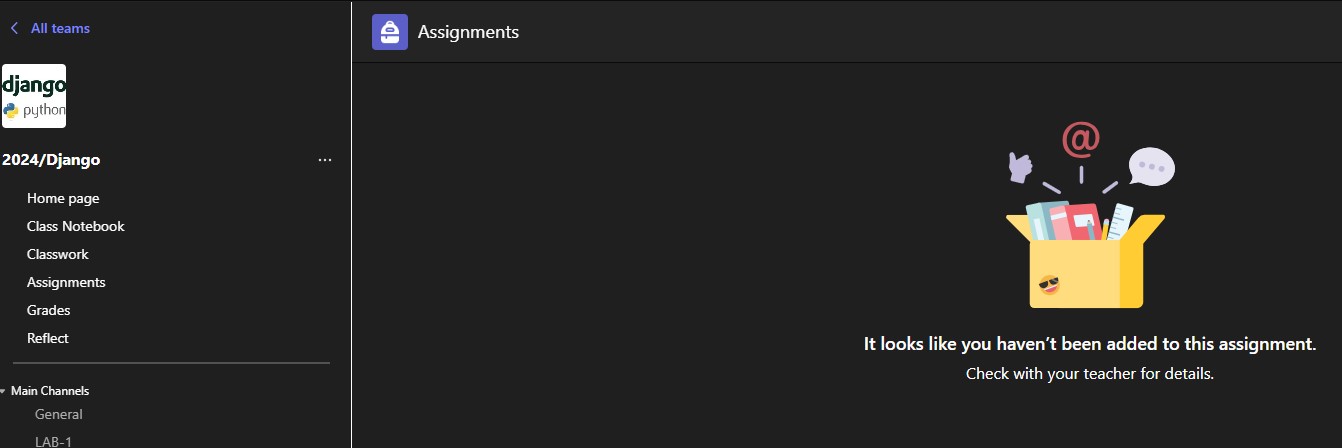 All teams
django
python
2024/Django
...
Home page
Class Notebook
Classwork
Assignments
Grades
Reflect
Main Channels
General
LAB-1
Assignments
@
It looks like you haven’t been added to this assignment.
Check with your teacher for details.